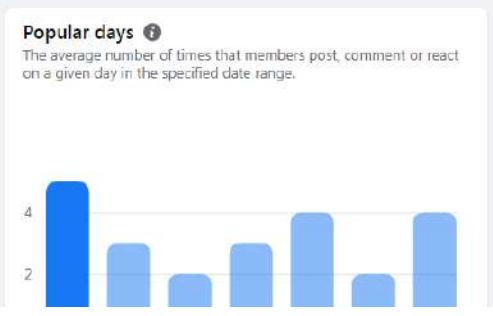 Popular days
The average number of times that members post, comment or react
on a given day in the specified date range.
4
2